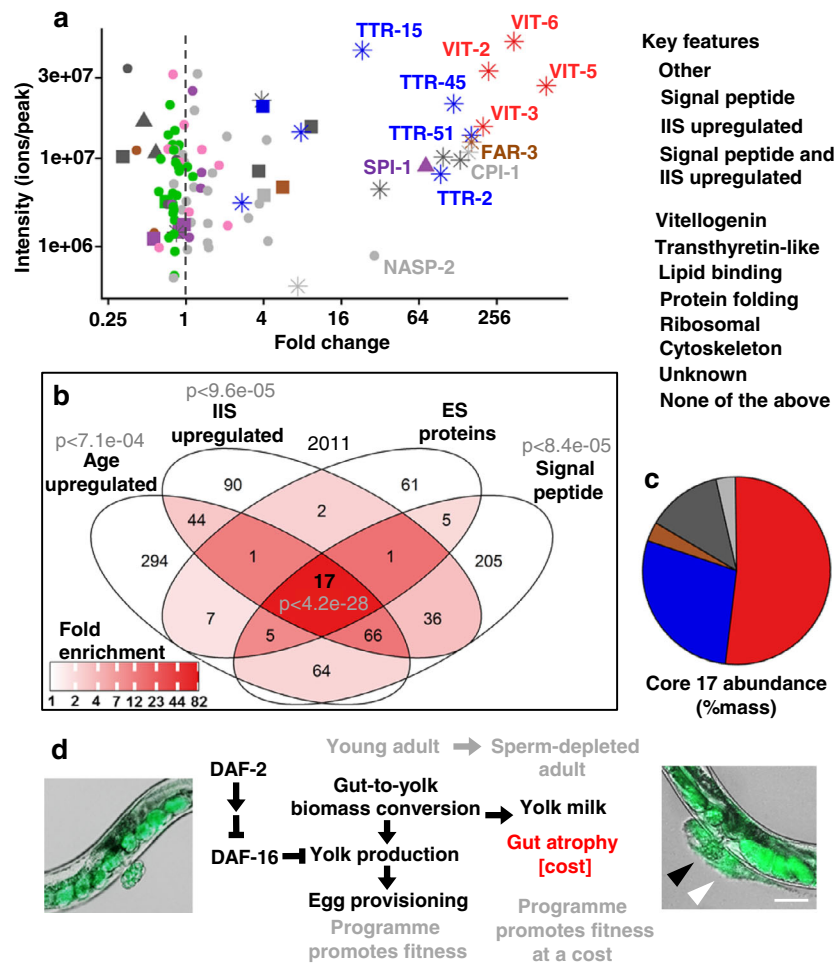 a
Intensity (ions/peak)
3e+07
1e+07
1e+06
0.25
1
4
16
64
256
Fold change
TTR-15
VIT-6
VIT-2
VIT-5
TTR-45
VIT-3
TTR-51
FAR-3
SPI-1
CPI-1
TTR-2
NASP-2
Key features
Other
Signal peptide
IIS upregulated
Signal peptide and
IIS upregulated
Vitellogenin
Transthyretin-like
Lipid binding
Protein folding
Ribosomal
Cytoskeleton
Unknown
None of the above
b
p<9.6e-05
IIS
upregulated
2011
ES
proteins
p<7.1e-04
Age
upregulated
p<8.4e-05
Signal
peptide
90
61
44
2
5
294
1
1
205
17
p<4.2e-28
7
5
66
36
64
Fold
enrichment
1 2 4 7 12 23 44 82
c
Core 17 abundance
(%mass)
d
Young adult
Sperm-depleted
adult
DAF-2
DAF-16
Gut-to-yolk
biomass conversion
Yolk milk
Yolk production
Gut atrophy
[cost]
Egg provisioning
Programme
promotes fitness
Programme
promotes fitness
at a cost